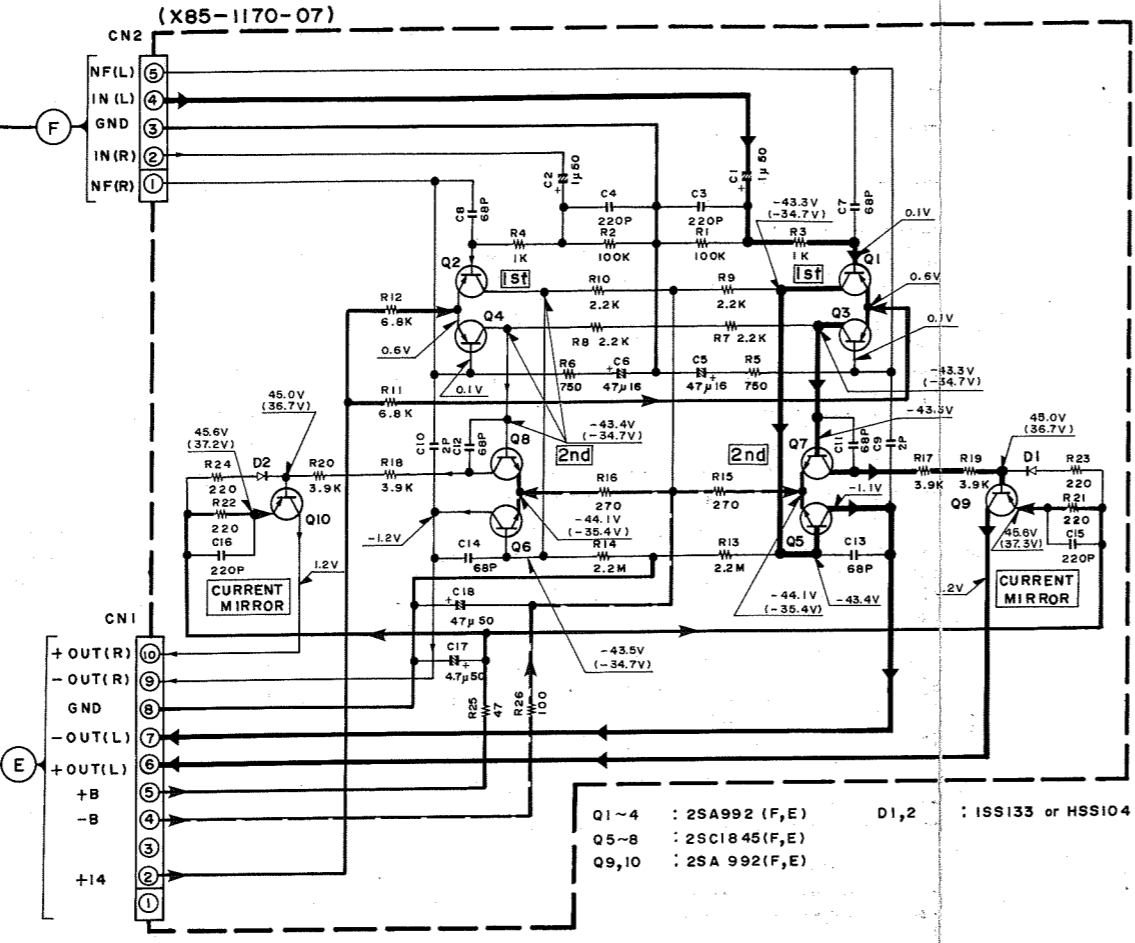 (X85-1170-07)
CN2
NF(L) 5
IN(L) 4
GND 3
IN(R) 2
NF(R) 1
F
C2
1μ50
+
C1
1μ50
+
C4
220P
C3
220P
C8
68P
C7
68P
-43.3V
(-34.7V)
0.1V
R4
1K
R2
100K
R1
100K
R3
1K
Q2
1st
Q1
1st
R10
2.2K
R9
2.2K
0.6V
R12
6.8K
Q4
Q3
R8 2.2K
R7 2.2K
0.1V
0.6V
R6
750
+
C6
47μ16
C5
47μ16
+
R5
750
-43.3V
(-34.7V)
0.1V
R11
6.8K
45.0V
(36.7V)
45.6V
(37.2V)
-43.4V
(-34.7V)
C10
2P
C12
68P
Q8
2nd
2nd
Q7
C11
68P
C9
2P
45.0V
(36.7V)
R24
220
D2
R20
3.9K
R18
3.9K
R17
3.9K
R19
3.9K
D1
R23
220
R22
220
Q10
C16
220P
R16
270
R15
270
-1.1V
Q9
R21
220
-44.1V
(-35.4V)
-1.2V
Q6
Q5
45.6V
(37.3V)
C15
220P
C14
68P
R14
2.2M
R13
2.2M
C13
68P
1.2V
CURRENT
MIRROR
CURRENT
MIRROR
C18
+
47μ50
-44.1V
(-35.4V)
-43.4V
.2V
CN1
C17
+
4.7μ50
-43.5V
(-34.7V)
R25
47
R26
100
+OUT(R) 10
-OUT(R) 9
GND 8
-OUT(L) 7
+OUT(L) 6
+B 5
-B 4
3
+14 2
1
E
Q1~4 : 2SA992 (F,E)
D1,2 : 1SS133 or HSS104
Q5~8 : 2SC1845(F,E)
Q9,10 : 2SA 992(F,E)